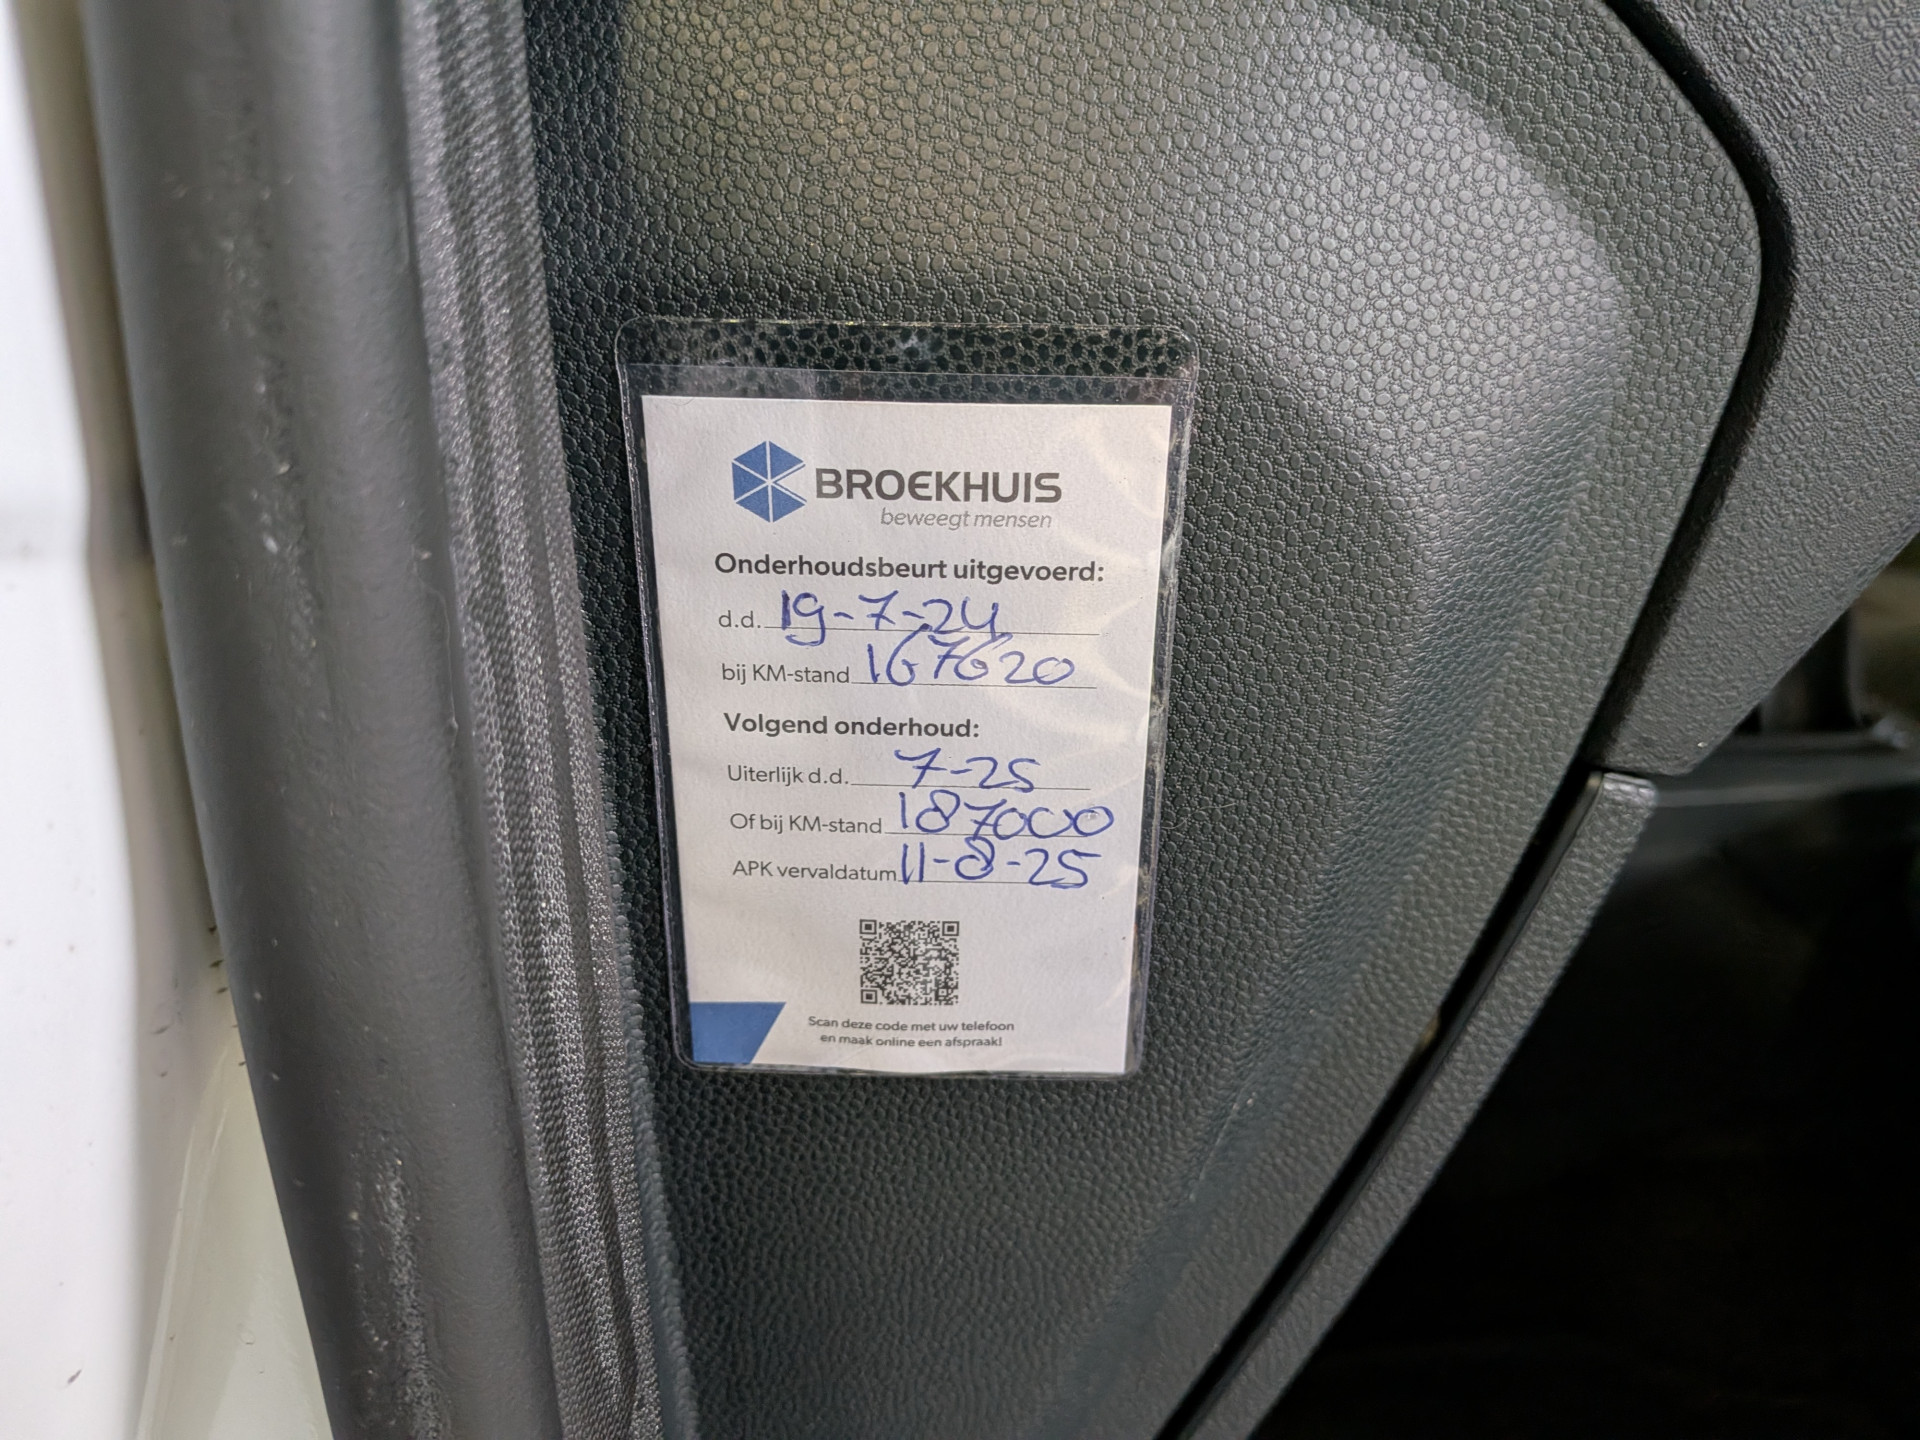 BROEKHUIS
beweegt mensen
Onderhoudsbeurt uitgevoerd:
d.d. 19-7-24
bij KM-stand 167620
Volgend onderhoud:
Uiterlijk d.d. 7-25
Of bij KM-stand 187000
APK vervaldatum 11-8-25
Scan deze code met uw telefoon
en maak online een afspraak!